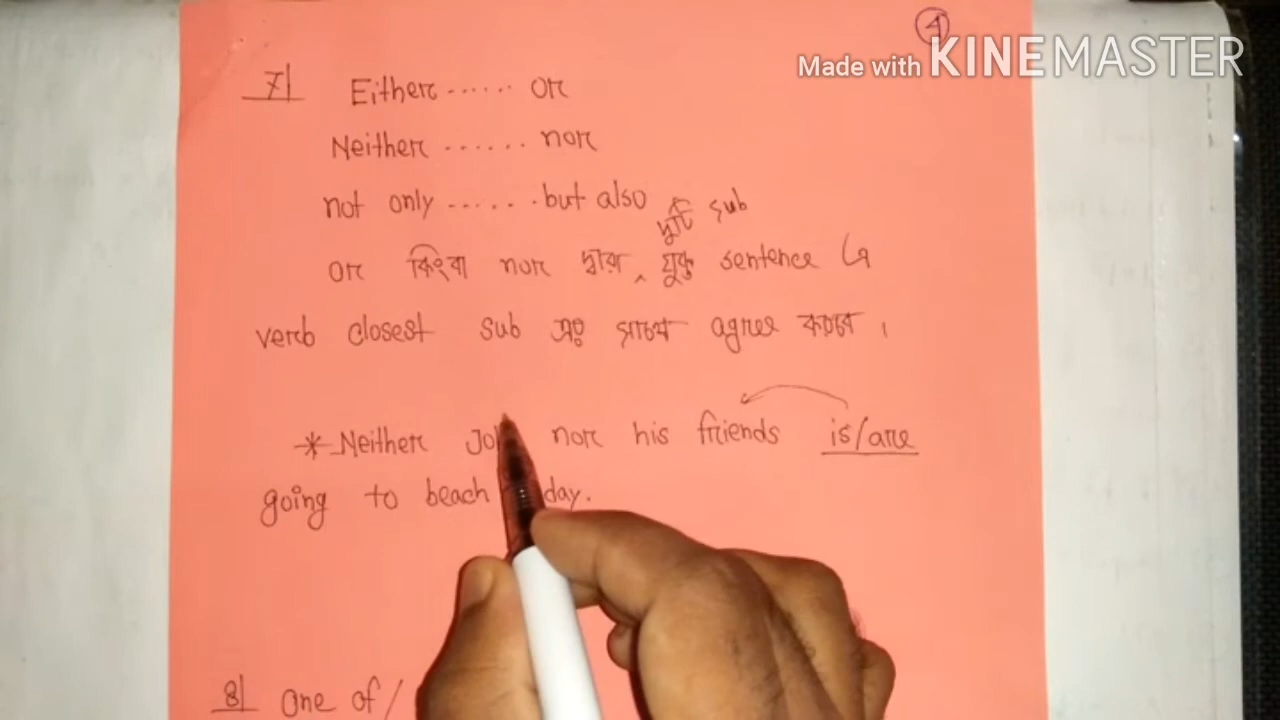 4
Made with KINEMASTER
7| Either ...... or
Neither ...... nor
not only ...... but also
দুটি sub
or কিংবা nor দ্বারা ‸ যুক্ত sentence এ
verb closest sub এর সাথে agree করবে ।
* Neither nor his friends is/are
going to beach
8| One of/